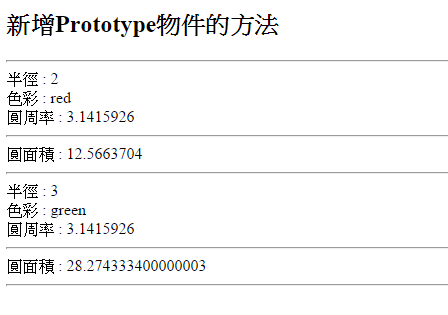 新增Prototype物件的方法
半徑 : 2
色彩 : red
圓周率 : 3.1415926
圓面積 : 12.5663704
半徑 : 3
色彩 : green
圓周率 : 3.1415926
圓面積 : 28.274333400000003